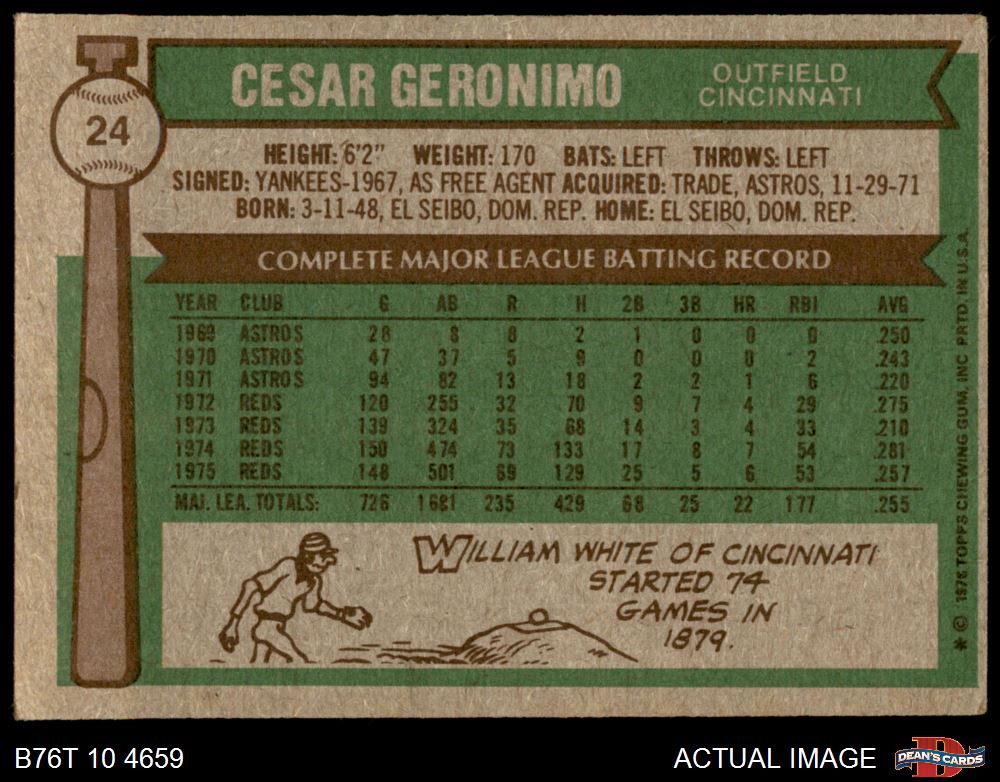 24
CESAR GERONIMO
OUTFIELD
CINCINNATI
HEIGHT: 6'2" WEIGHT: 170 BATS: LEFT THROWS: LEFT
SIGNED: YANKEES-1967, AS FREE AGENT ACQUIRED: TRADE, ASTROS, 11-29-71
BORN: 3-11-48, EL SEIBO, DOM. REP. HOME: EL SEIBO, DOM. REP.
COMPLETE MAJOR LEAGUE BATTING RECORD
YEAR CLUB G AB R H 2B 3B HR RBI AVG
1969 ASTROS 28 8 8 2 1 0 0 0 .250
1970 ASTROS 47 37 5 9 0 0 0 2 .243
1971 ASTROS 94 82 13 18 2 2 1 6 .220
1972 REDS 120 255 32 70 9 7 4 29 .275
1973 REDS 139 324 35 68 14 3 4 33 .210
1974 REDS 150 474 73 133 17 8 7 54 .281
1975 REDS 148 501 69 129 25 5 6 53 .257
MAJ. LEA. TOTALS: 726 1681 235 429 68 25 22 177 .255
WILLIAM WHITE OF CINCINNATI
STARTED 74
GAMES IN
1879.
* © 1976 TOPPS CHEWING GUM, INC PRTD. IN U.S.A.
B76T 10 4659
ACTUAL IMAGE
D
DEAN'S CARDS